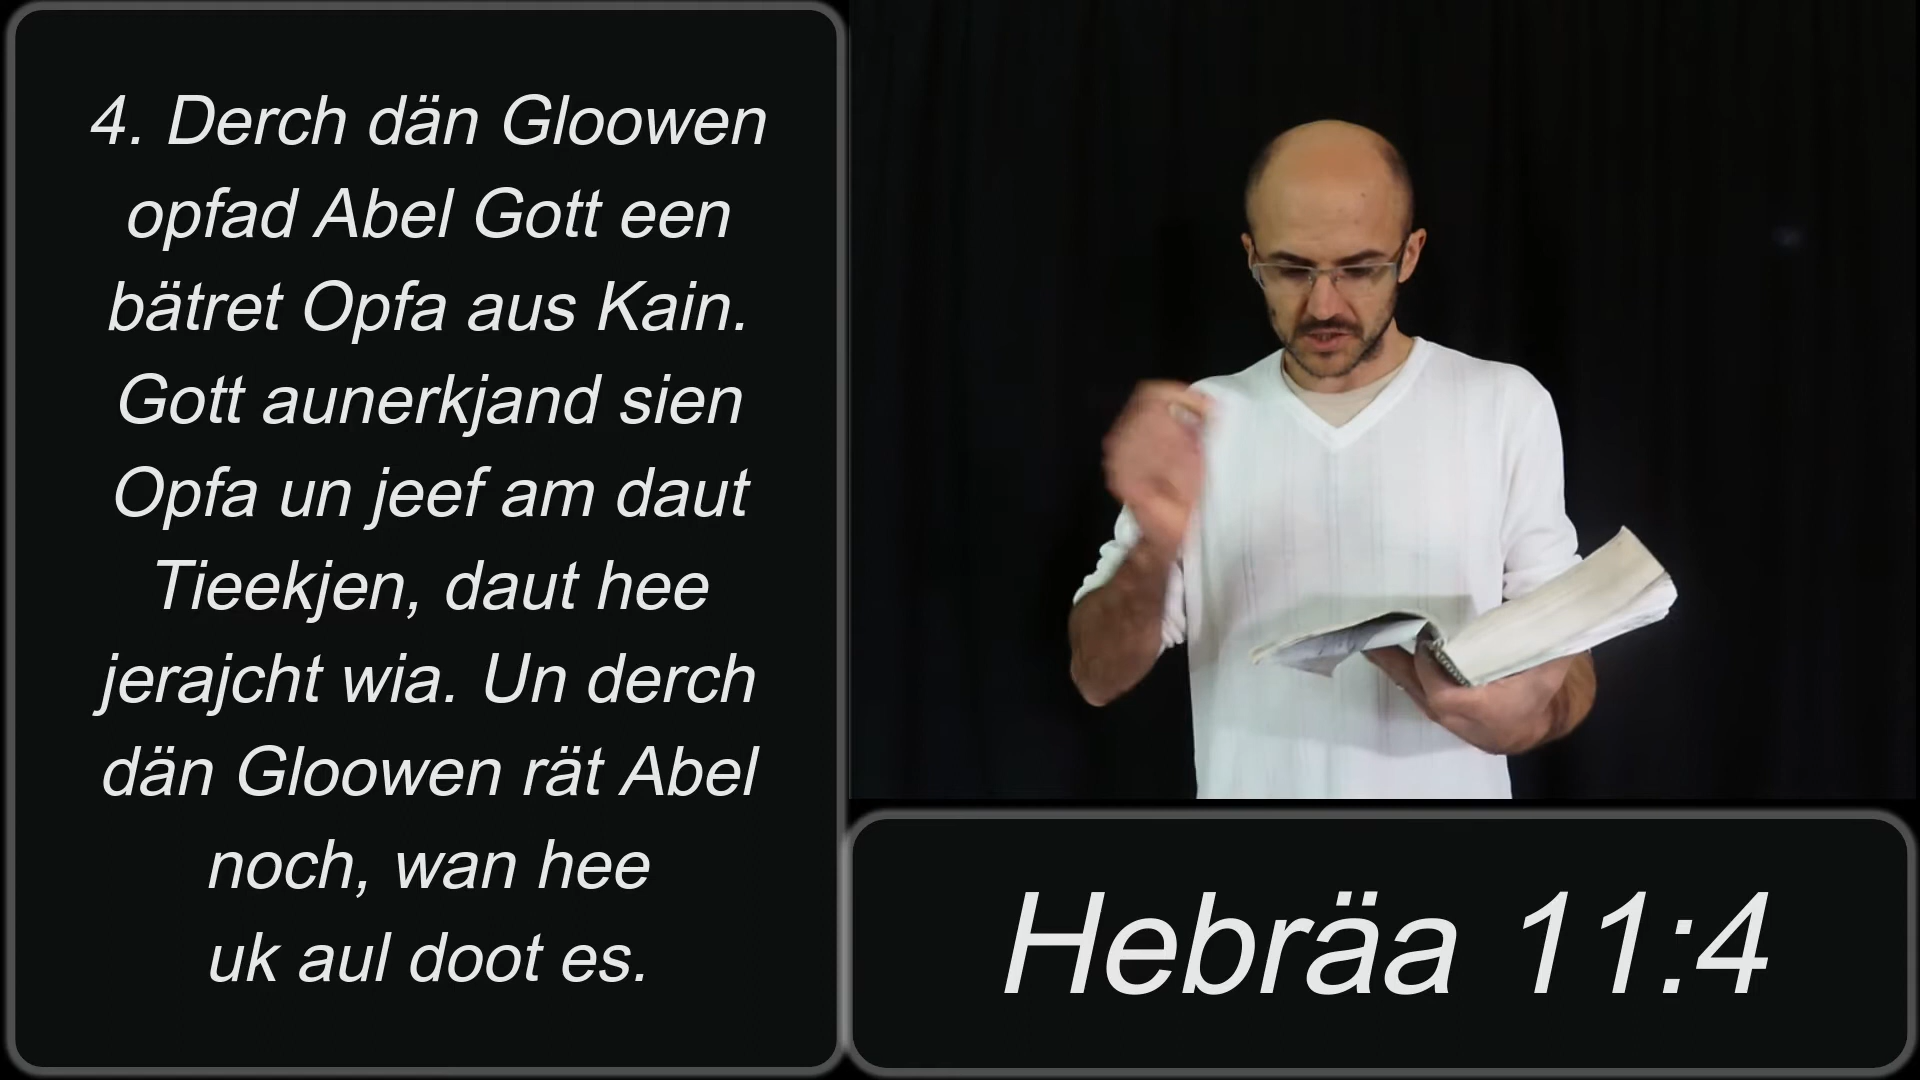 4. Derch dän Gloowen
opfad Abel Gott een
bätret Opfa aus Kain.
Gott aunerkjand sien
Opfa un jeef am daut
Tieekjen, daut hee
jerajcht wia. Un derch
dän Gloowen rät Abel
noch, wan hee
uk aul doot es.
Hebräa 11:4